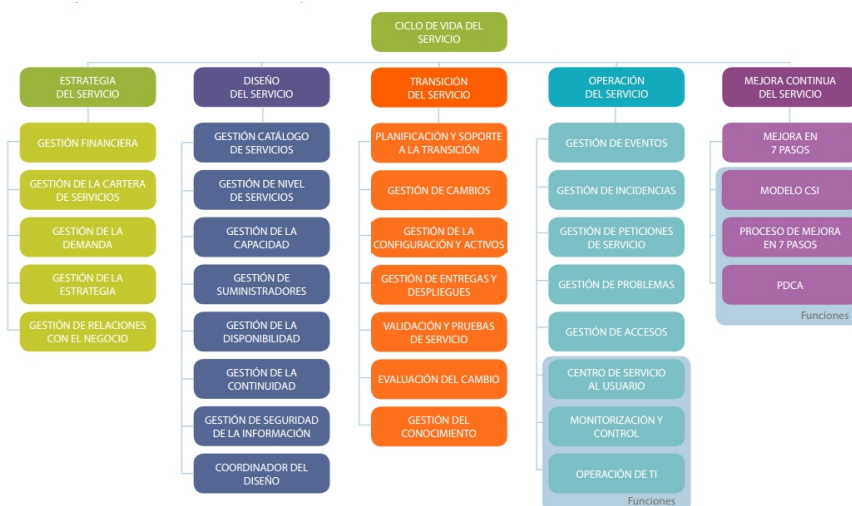 CICLO DE VIDA DEL
SERVICIO
ESTRATEGIA
DEL SERVICIO
GESTIÓN FINANCIERA
GESTIÓN DE LA CARTERA
DE SERVICIOS
GESTIÓN DE LA
DEMANDA
GESTIÓN DE LA
ESTRATEGIA
GESTIÓN DE RELACIONES
CON EL NEGOCIO
DISEÑO
DEL SERVICIO
GESTIÓN CATÁLOGO
DE SERVICIOS
GESTIÓN DE NIVEL
DE SERVICIOS
GESTIÓN DE LA
CAPACIDAD
GESTIÓN DE
SUMINISTRADORES
GESTIÓN DE LA
DISPONIBILIDAD
GESTIÓN DE LA
CONTINUIDAD
GESTIÓN DE SEGURIDAD
DE LA INFORMACIÓN
COORDINADOR DEL
DISEÑO
TRANSICIÓN
DEL SERVICIO
PLANIFICACIÓN Y SOPORTE
A LA TRANSICIÓN
GESTIÓN DE CAMBIOS
GESTIÓN DE LA
CONFIGURACIÓN Y ACTIVOS
GESTIÓN DE ENTREGAS Y
DESPLIEGUES
VALIDACIÓN Y PRUEBAS
DE SERVICIO
EVALUACIÓN DEL CAMBIO
GESTIÓN DEL
CONOCIMIENTO
OPERACIÓN
DEL SERVICIO
GESTIÓN DE EVENTOS
GESTIÓN DE INCIDENCIAS
GESTIÓN DE PETICIONES
DE SERVICIO
GESTIÓN DE PROBLEMAS
GESTIÓN DE ACCESOS
CENTRO DE SERVICIO
AL USUARIO
MONITORIZACIÓN Y
CONTROL
OPERACIÓN DE TI
Funciones
MEJORA CONTINUA
DEL SERVICIO
MEJORA EN
7 PASOS
MODELO CSI
PROCESO DE MEJORA
EN 7 PASOS
PDCA
Funciones